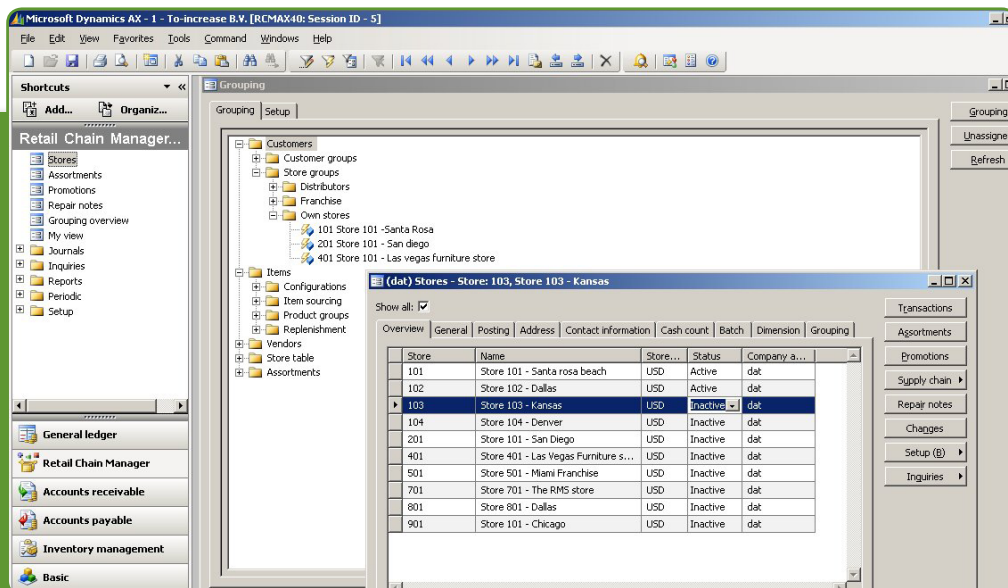 Microsoft Dynamics AX - 1 - To-increase B.V. [RCMAX40: Session ID - 5]
File Edit View Favorites Tools Command Windows Help
Shortcuts
Add... Organiz...
Retail Chain Manager...
Stores
Assortments
Promotions
Repair notes
Grouping overview
My view
Journals
Inquiries
Reports
Periodic
Setup
General ledger
Retail Chain Manager
Accounts receivable
Accounts payable
Inventory management
Basic
Grouping
Grouping Setup
Customers
Customer groups
Store groups
Distributors
Franchise
Own stores
101 Store 101 -Santa Rosa
201 Store 101 - San diego
401 Store 101 - Las vegas furniture store
Items
Configurations
Item sourcing
Product groups
Replenishment
Vendors
Store table
Assortments
Grouping
Unassigne
Refresh
(dat) Stores - Store: 103, Store 103 - Kansas
Show all:
Overview General Posting Address Contact information Cash count Batch Dimension Grouping
Store Name Store... Status Company a...
101 Store 101 - Santa rosa beach USD Active dat
102 Store 102 - Dallas USD Active dat
103 Store 103 - Kansas USD Inactive dat
104 Store 104 - Denver USD Inactive dat
201 Store 101 - San Diego USD Inactive dat
401 Store 401 - Las Vegas Furniture s... USD Inactive dat
501 Store 501 - Miami Franchise USD Inactive dat
701 Store 701 - The RMS store USD Inactive dat
801 Store 801 - Dallas USD Inactive dat
901 Store 101 - Chicago USD Inactive dat
Transactions
Assortments
Promotions
Supply chain
Repair notes
Changes
Setup (B)
Inquiries